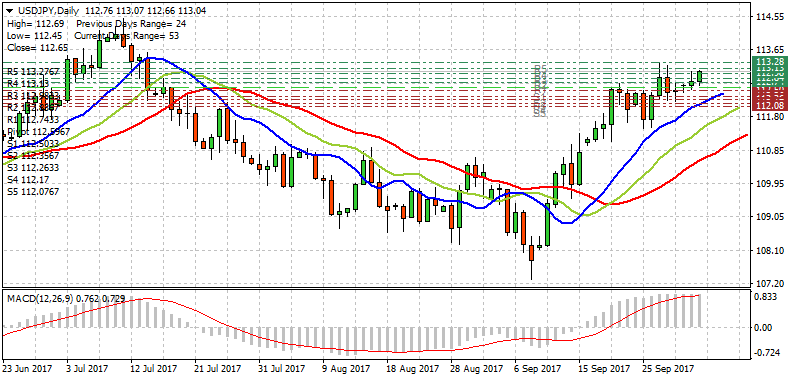 USDJPY,Daily 112.76 113.07 112.66 113.04
High= 112.69 Previous Days Range= 24
Low= 112.45 Current Days Range= 53
Close= 112.65
R5 113.2767
R4 113.13
R1 112.7433
Pivot 112.5967
S1 112.5033
S2 112.3567
S3 112.2633
S4 112.17
S5 112.0767
114.55
113.65
113.28
112.08
111.80
110.85
109.95
109.05
108.10
107.20
MACD(12,26,9) 0.762 0.729
0.833
0.00
-0.724
23 Jun 2017
3 Jul 2017
12 Jul 2017
21 Jul 2017
31 Jul 2017
9 Aug 2017
18 Aug 2017
28 Aug 2017
6 Sep 2017
15 Sep 2017
25 Sep 2017